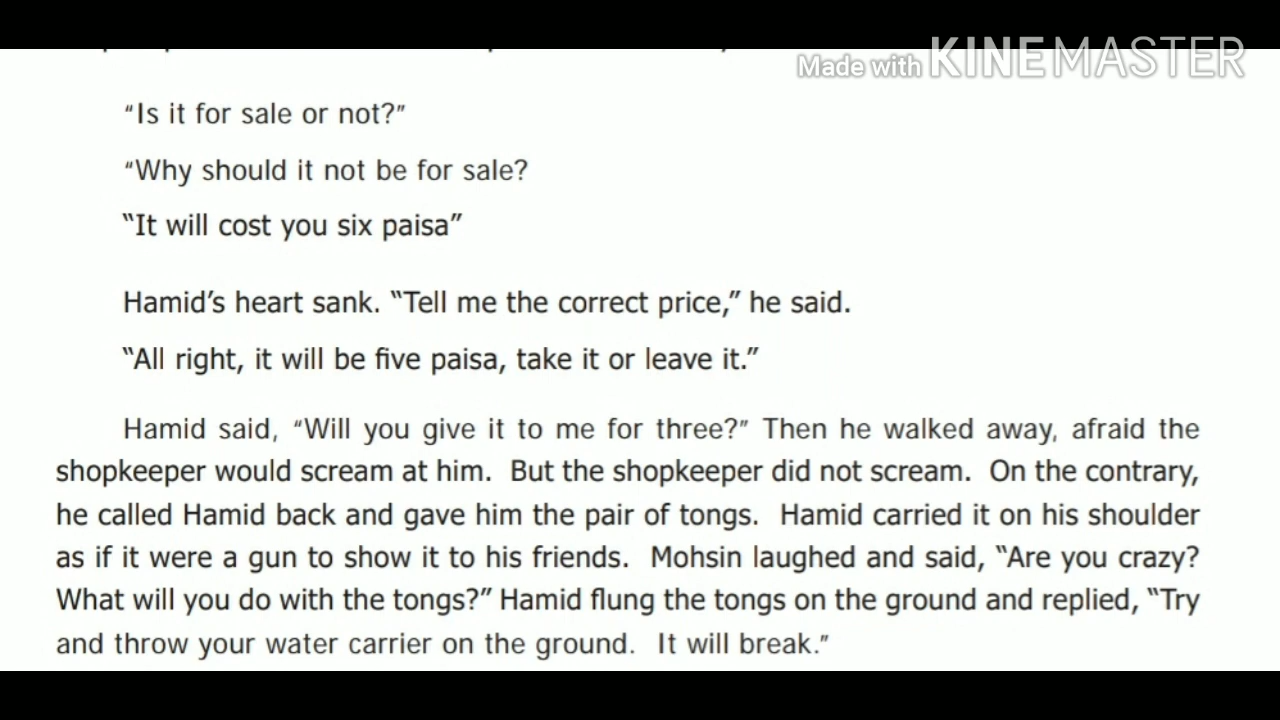 Made with KINEMASTER
“Is it for sale or not?”
“Why should it not be for sale?
“It will cost you six paisa”
Hamid’s heart sank. “Tell me the correct price,” he said.
“All right, it will be five paisa, take it or leave it.”
Hamid said, “Will you give it to me for three?” Then he walked away, afraid the
shopkeeper would scream at him. But the shopkeeper did not scream. On the contrary,
he called Hamid back and gave him the pair of tongs. Hamid carried it on his shoulder
as if it were a gun to show it to his friends. Mohsin laughed and said, “Are you crazy?
What will you do with the tongs?” Hamid flung the tongs on the ground and replied, “Try
and throw your water carrier on the ground. It will break.”